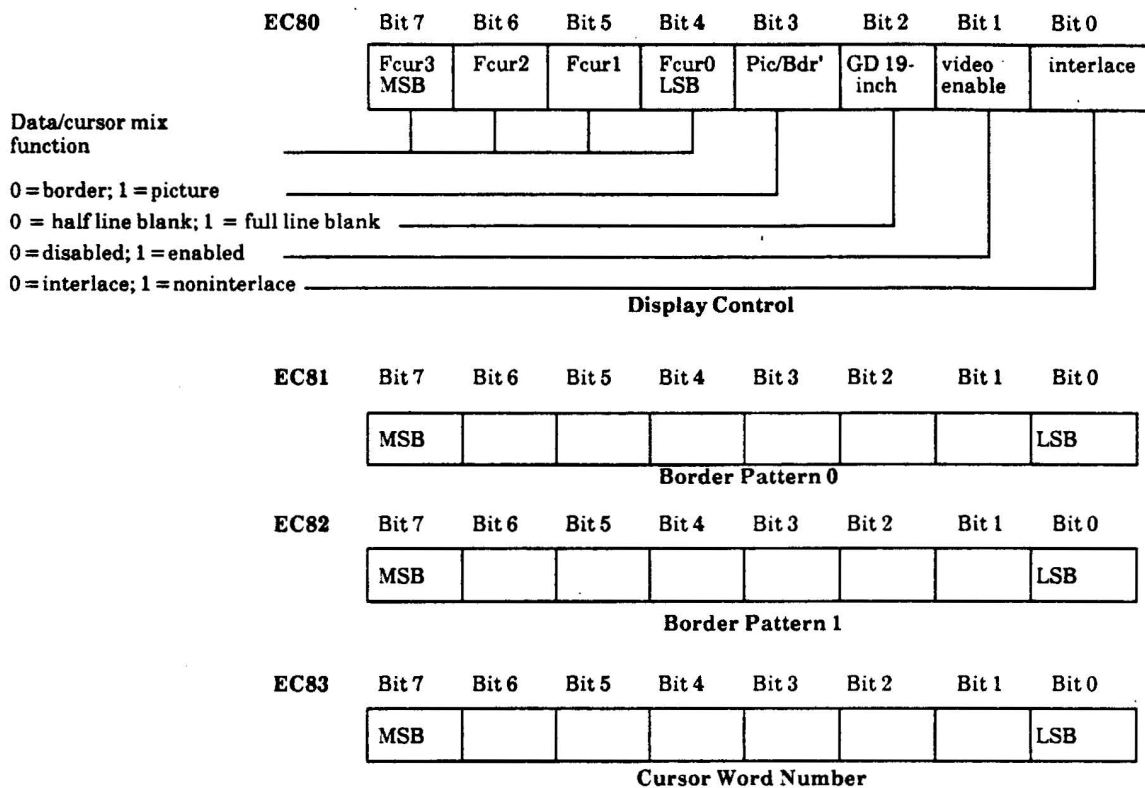 EC80 Bit 7 Bit 6 Bit 5 Bit 4 Bit 3 Bit 2 Bit 1 Bit 0
Fcur3 Fcur2 Fcur1 Fcur0 Pic/Bdr' GD 19- video interlace
MSB LSB inch enable
Data/cursor mix
function
0 = border; 1 = picture
0 = half line blank; 1 = full line blank
0 = disabled; 1 = enabled
0 = interlace; 1 = noninterlace
Display Control
EC81 Bit 7 Bit 6 Bit 5 Bit 4 Bit 3 Bit 2 Bit 1 Bit 0
MSB LSB
Border Pattern 0
EC82 Bit 7 Bit 6 Bit 5 Bit 4 Bit 3 Bit 2 Bit 1 Bit 0
MSB LSB
Border Pattern 1
EC83 Bit 7 Bit 6 Bit 5 Bit 4 Bit 3 Bit 2 Bit 1 Bit 0
MSB LSB
Cursor Word Number